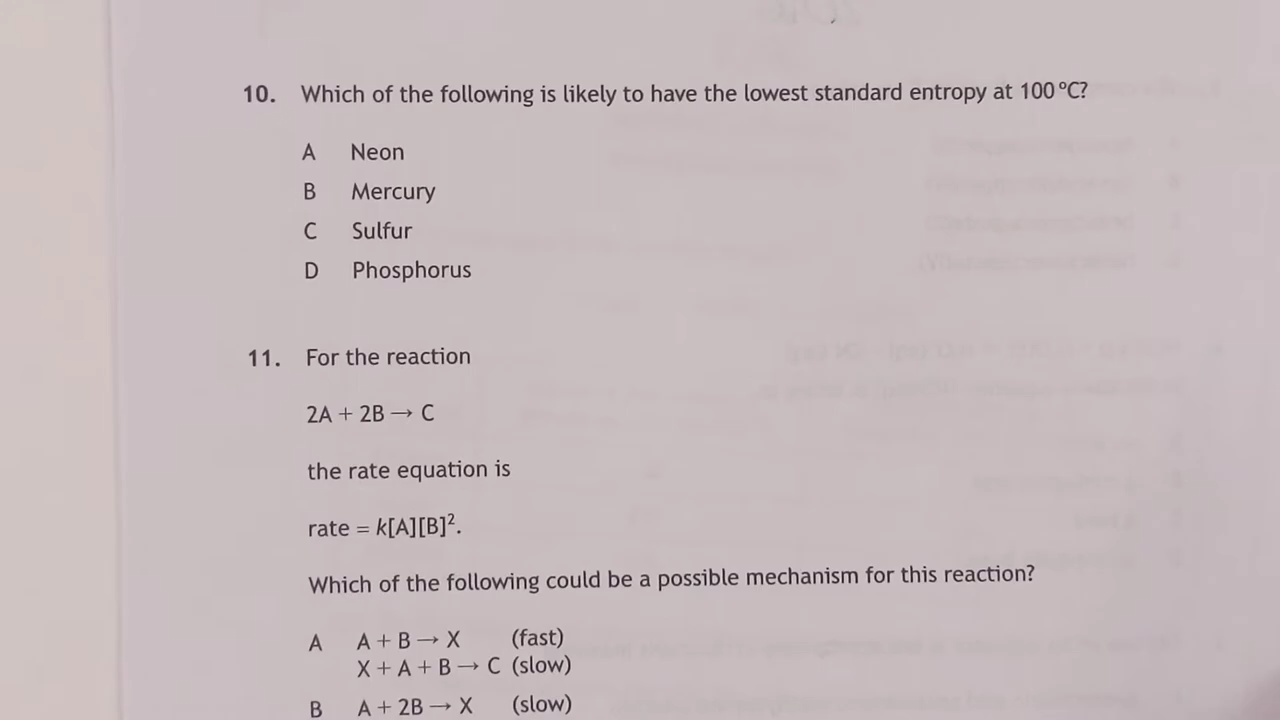 10. Which of the following is likely to have the lowest standard entropy at 100 ºC?
A Neon
B Mercury
C Sulfur
D Phosphorus
11. For the reaction
2A + 2B → C
the rate equation is
rate = k[A][B]².
Which of the following could be a possible mechanism for this reaction?
A A + B → X (fast)
X + A + B → C (slow)
B A + 2B → X (slow)